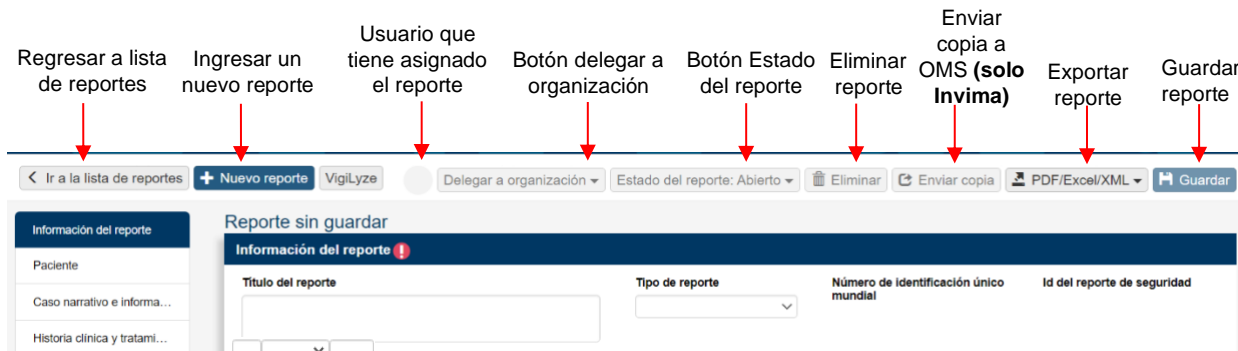 Regresar a lista
de reportes
Ingresar un
nuevo reporte
Usuario que
tiene asignado
el reporte
Botón delegar a
organización
Botón Estado
del reporte
Eliminar
reporte
Enviar
copia a
OMS (solo
Invima)
Exportar
reporte
Guardar
reporte
Ir a la lista de reportes
Nuevo reporte
VigiLyze
Delegar a organización
Estado del reporte: Abierto
Eliminar
Enviar copia
PDF/Excel/XML
Guardar
Información del reporte
Paciente
Caso narrativo e informa...
Historia clínica y tratami...
Reporte sin guardar
Información del reporte
Título del reporte
Tipo de reporte
Número de identificación único
mundial
Id del reporte de seguridad